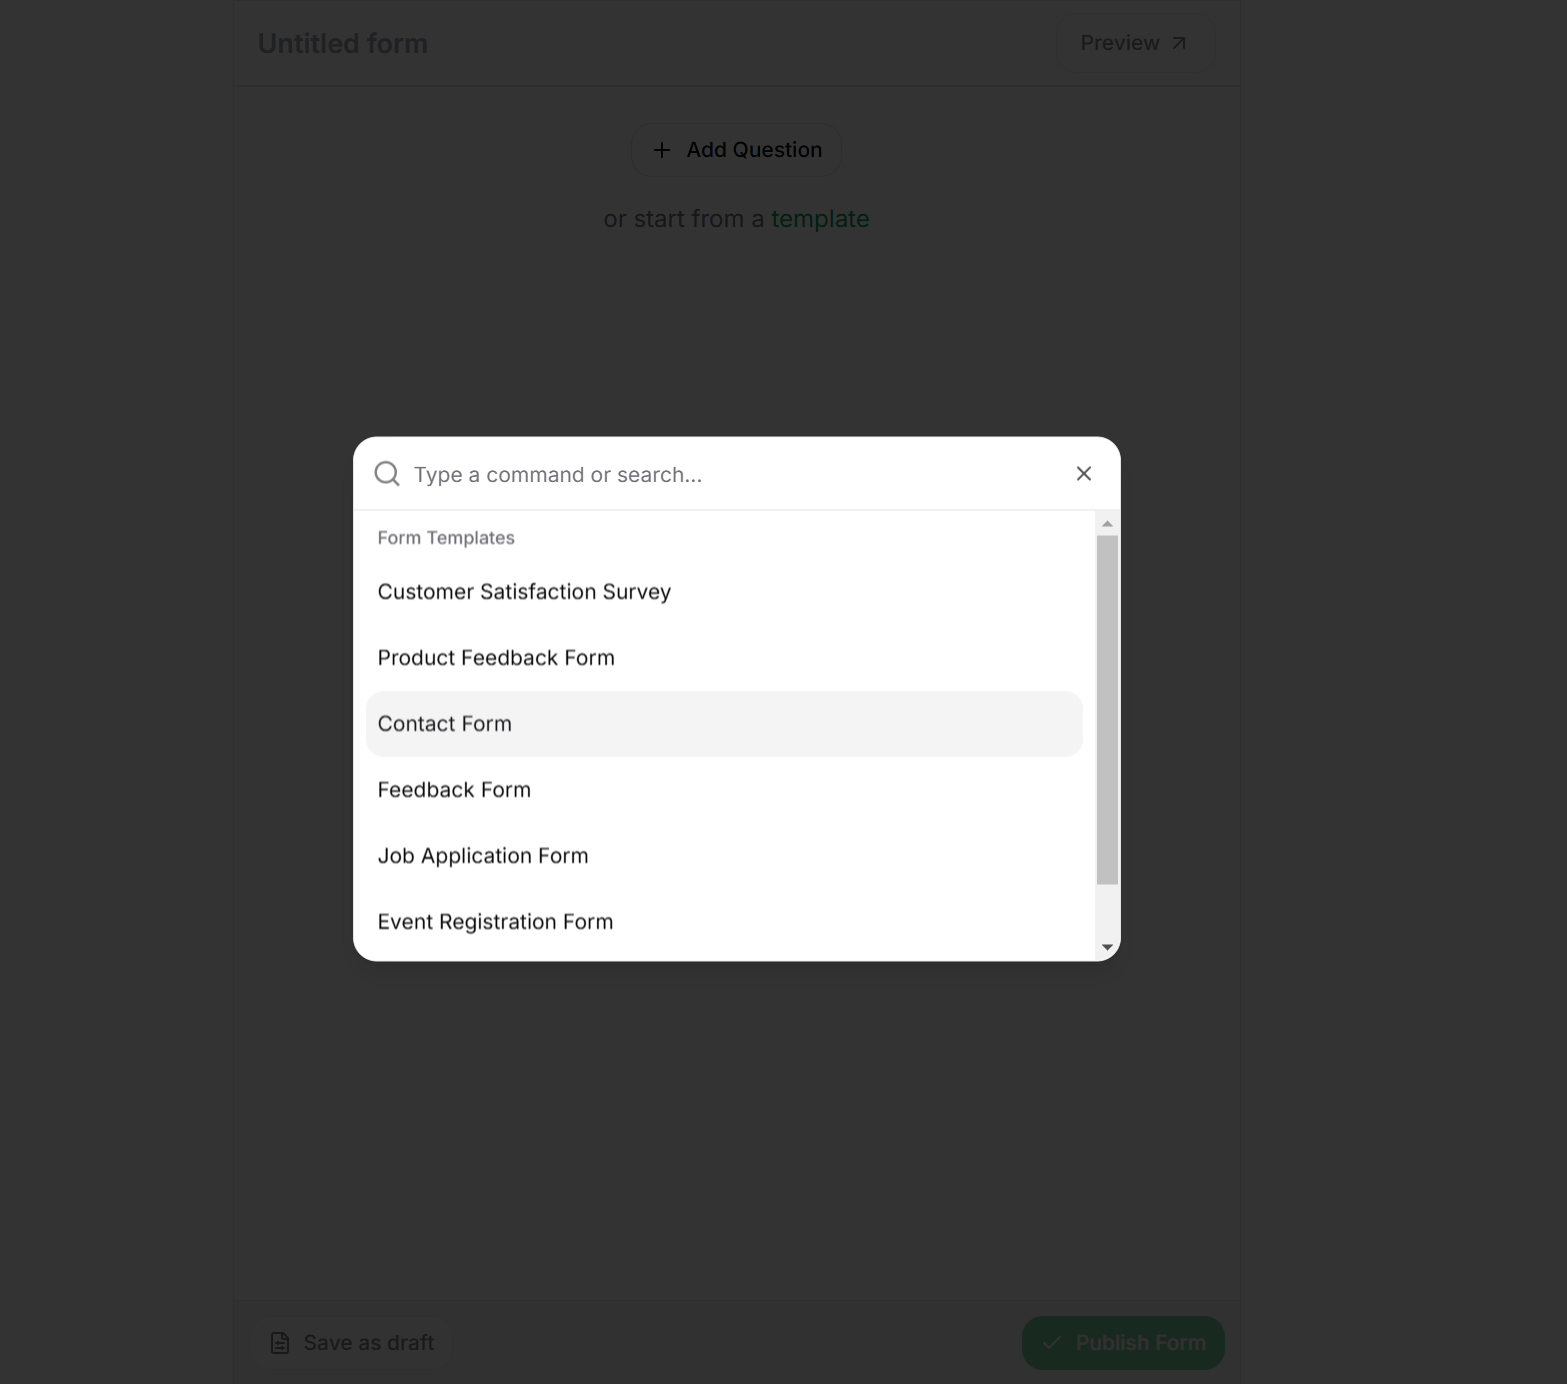 Untitled form
Preview
Add Question
or start from a template
Type a command or search...
Form Templates
Customer Satisfaction Survey
Product Feedback Form
Contact Form
Feedback Form
Job Application Form
Event Registration Form
Save as draft
Publish Form